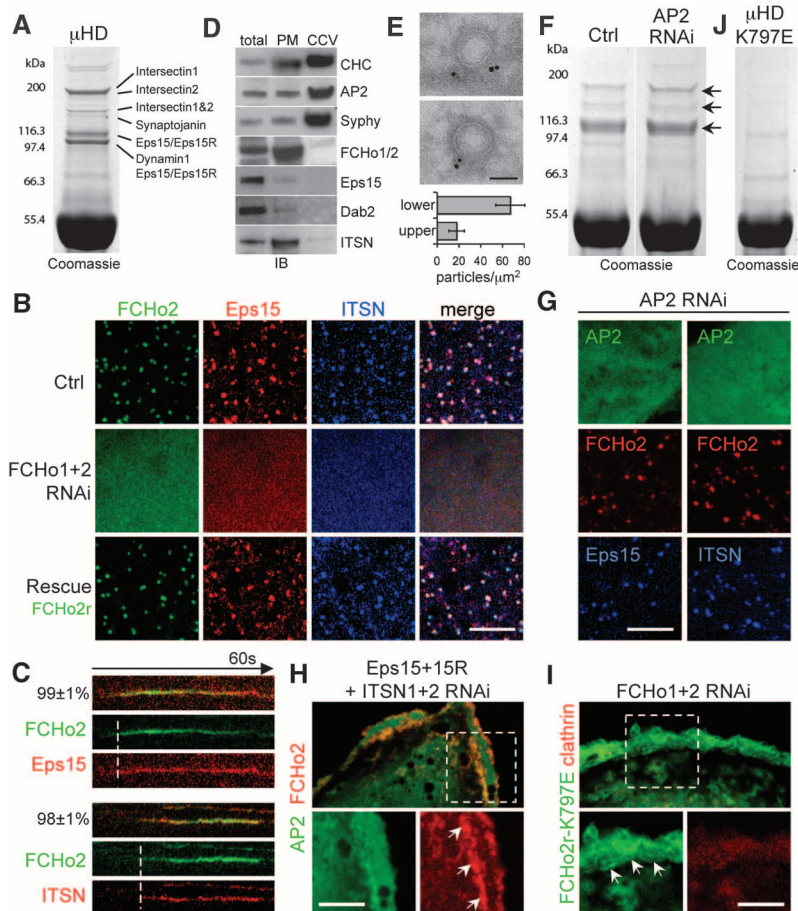 A
μHD
kDa
200
116.3
97.4
66.3
55.4
Intersectin1
Intersectin2
Intersectin1&2
Synaptojanin
Eps15/Eps15R
Dynamin1
Eps15/Eps15R
Coomassie
D
total PM CCV
CHC
AP2
Syphy
FCHo1/2
Eps15
Dab2
ITSN
IB
E
lower
upper
0 20 40 60 80
particles/μm2
F
Ctrl
AP2
RNAi
kDa
200
116.3
97.4
66.3
55.4
Coomassie
J
μHD
K797E
Coomassie
B
FCHo2 Eps15 ITSN merge
Ctrl
FCHo1+2
RNAi
Rescue
FCHo2r
G
AP2 RNAi
AP2 AP2
FCHo2 FCHo2
Eps15 ITSN
C
60s
99±1%
FCHo2
Eps15
98±1%
FCHo2
ITSN
H
Eps15+15R
+ ITSN1+2 RNAi
AP2 FCHo2
I
FCHo1+2 RNAi
FCHo2r-K797E clathrin